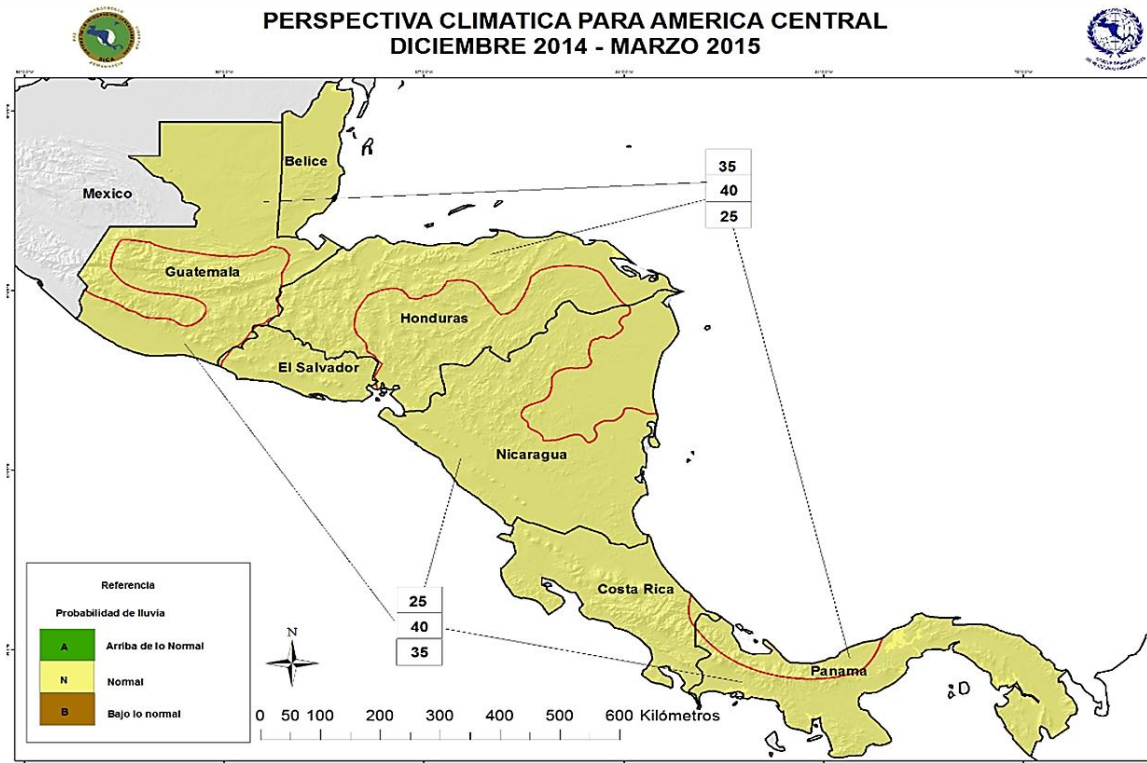 PERSPECTIVA CLIMATICA PARA AMERICA CENTRAL
DICIEMBRE 2014 - MARZO 2015
Belice
35
40
25
Mexico
Guatemala
Honduras
El Salvador
Nicaragua
Costa Rica
Panama
25
40
35
Referencia
Probabilidad de lluvia
A Arriba de lo Normal
N Normal
B Bajo lo normal
N
0 50 100 200 300 400 500 600 Kilómetros